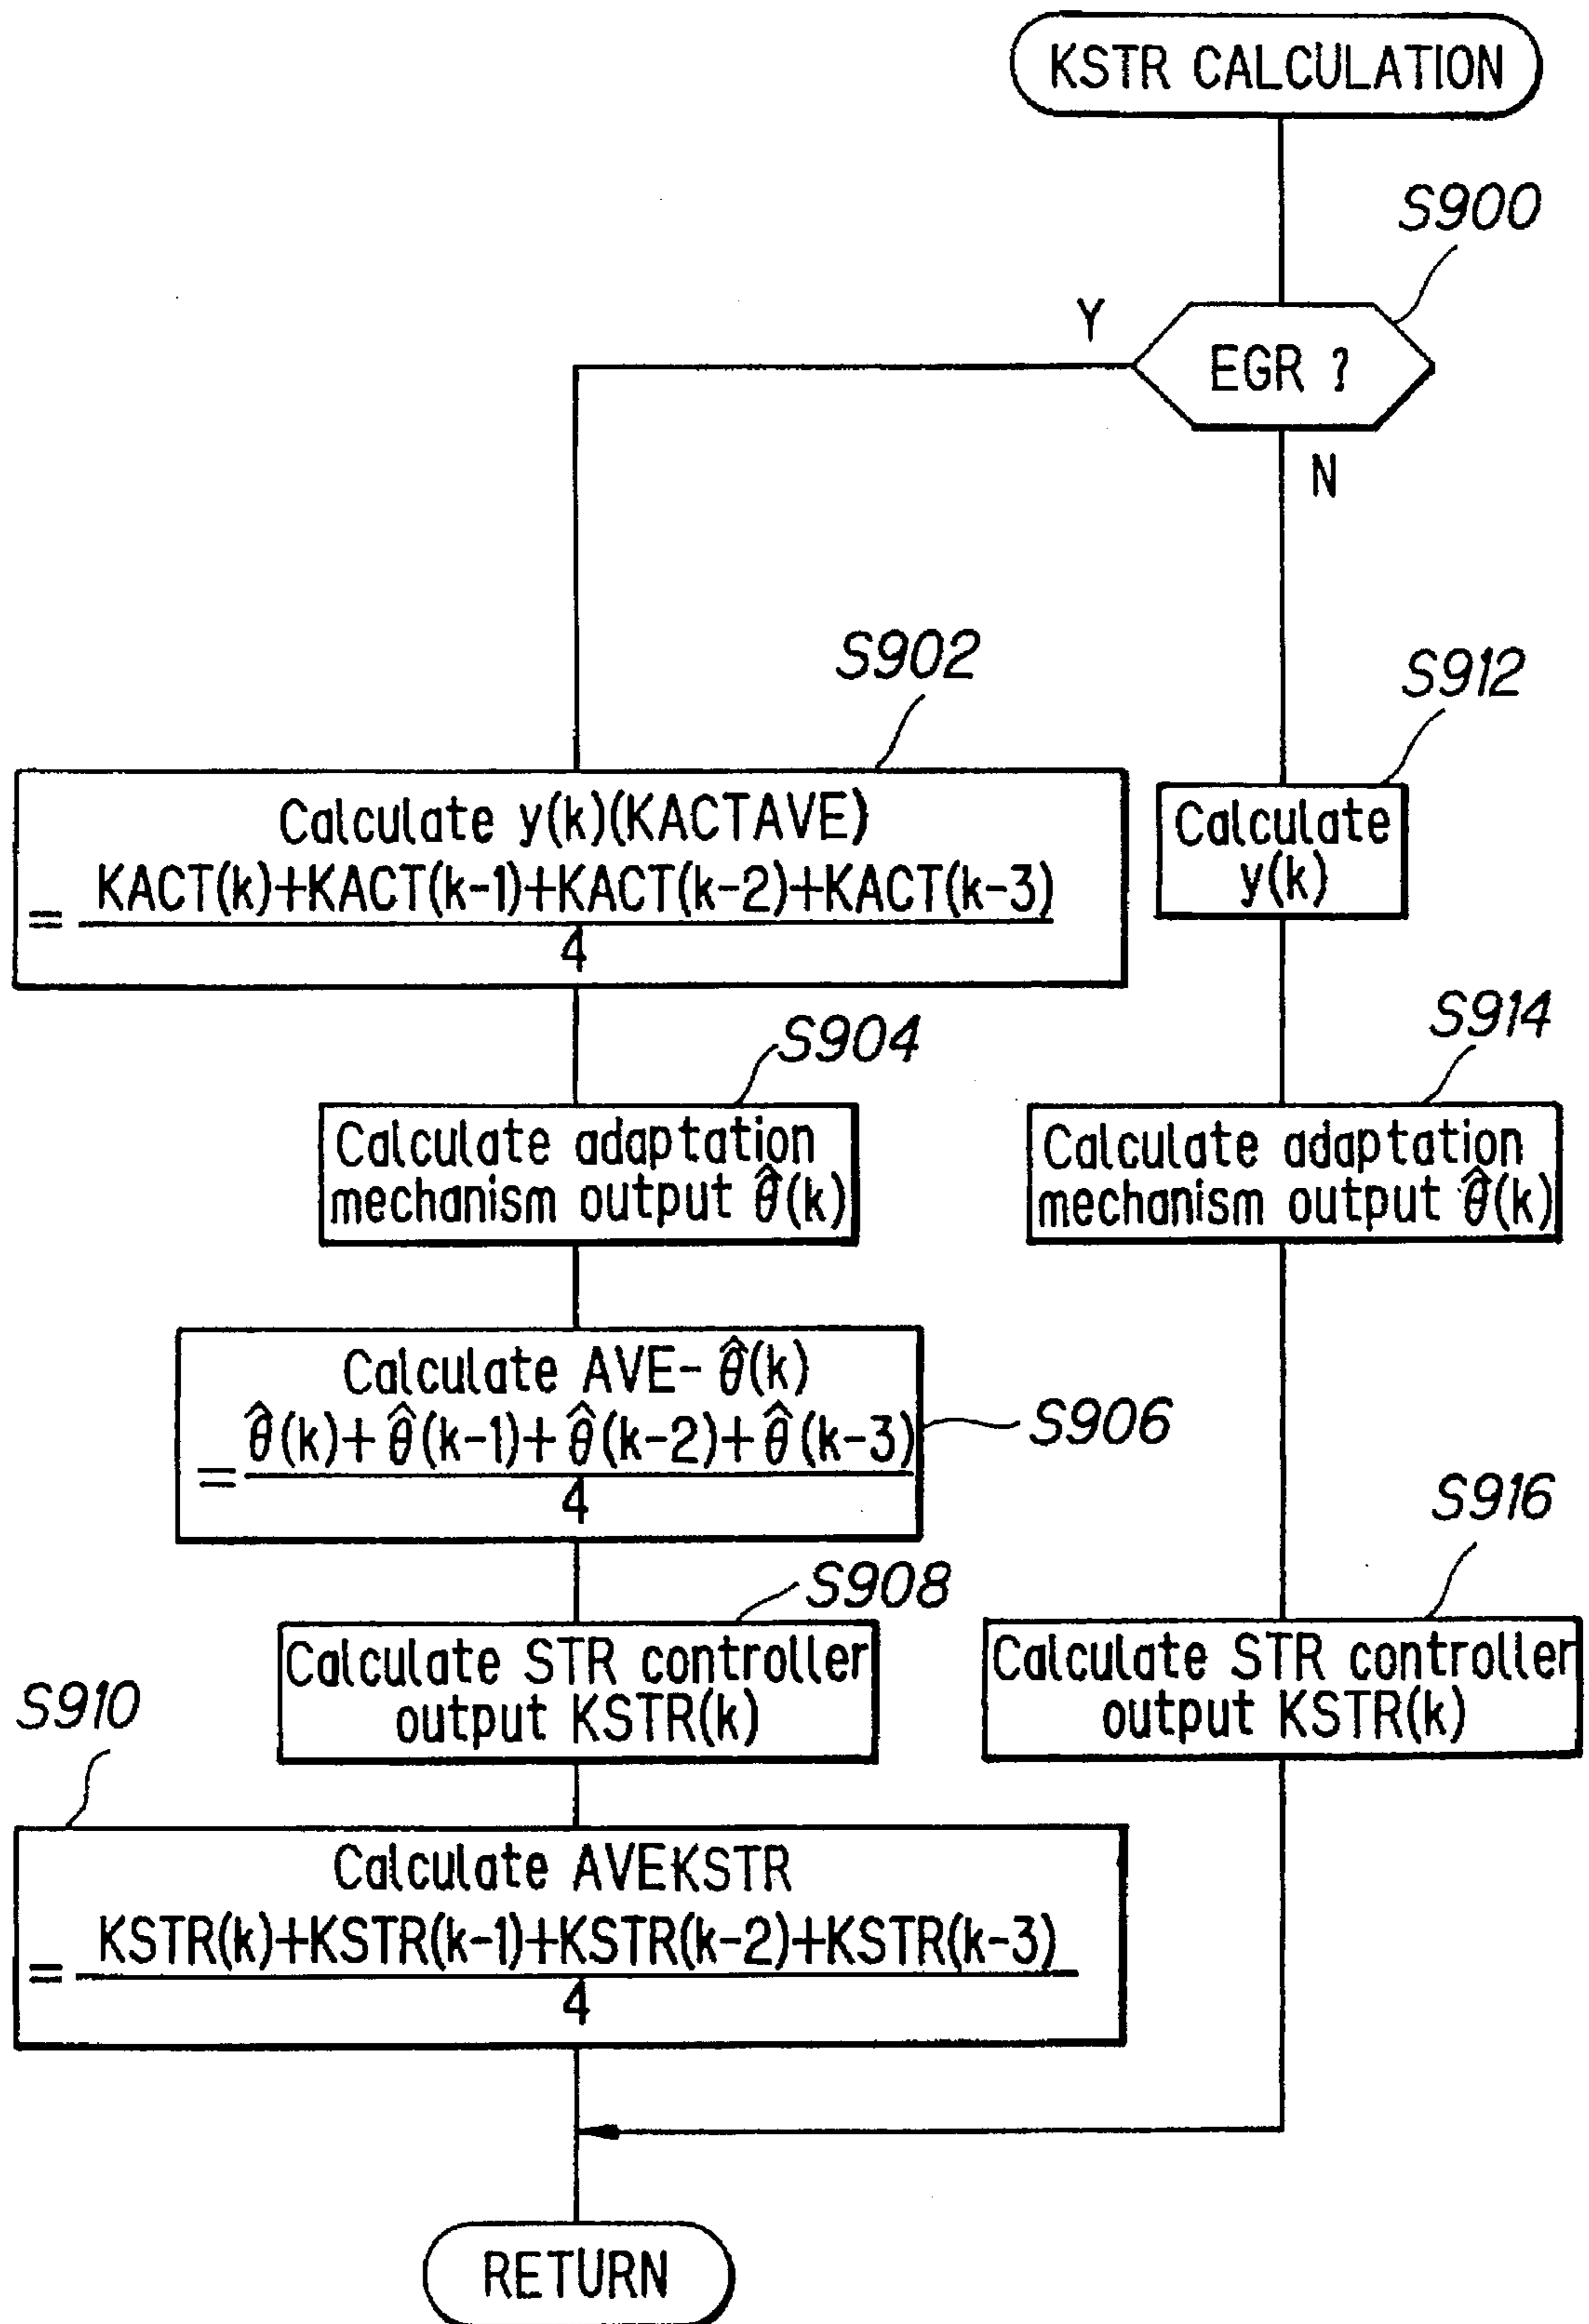 KSTR CALCULATION
S900
Y
EGR ?
N
S902
Calculate y(k)(KACTAVE)
= KACT(k)+KACT(k-1)+KACT(k-2)+KACT(k-3)
4
S904
Calculate adaptation
mechanism output θ̂(k)
Calculate AVE-θ̂(k)
= θ̂(k)+θ̂(k-1)+θ̂(k-2)+θ̂(k-3)
4
S906
S908
Calculate STR controller
output KSTR(k)
S910
Calculate AVEKSTR
= KSTR(k)+KSTR(k-1)+KSTR(k-2)+KSTR(k-3)
4
S912
Calculate
y(k)
S914
Calculate adaptation
mechanism output θ̂(k)
S916
Calculate STR controller
output KSTR(k)
RETURN